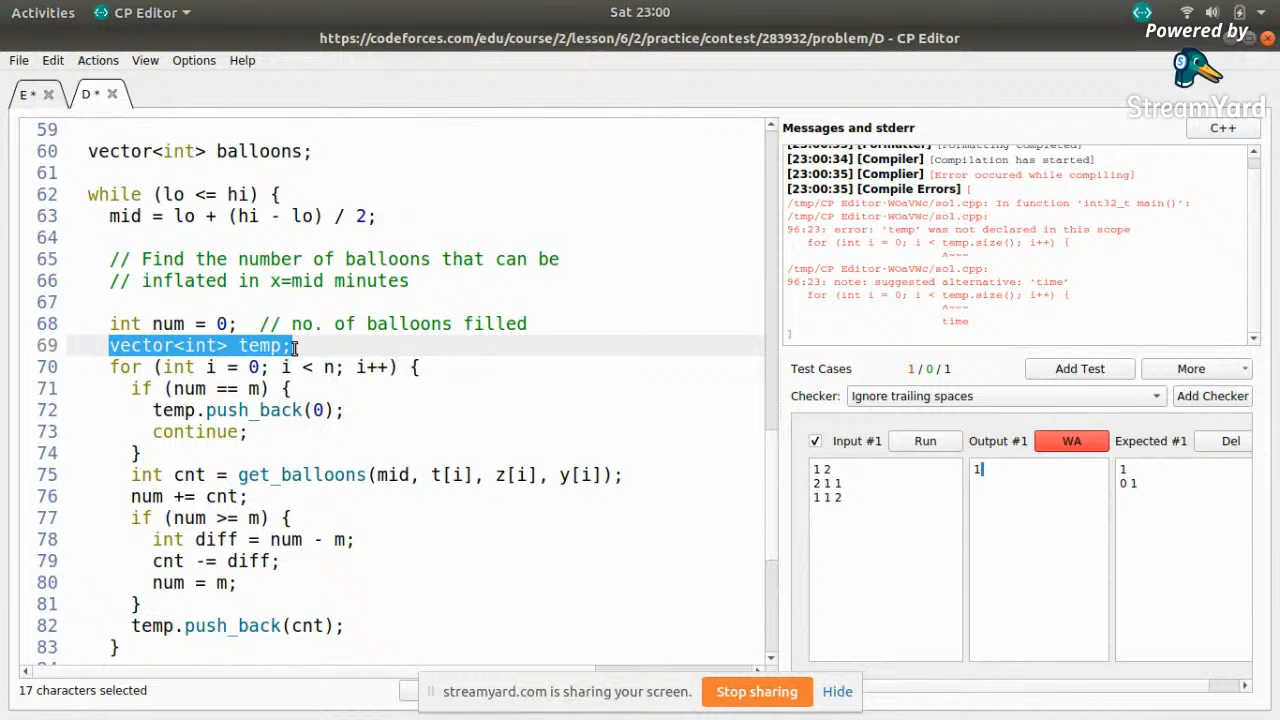 Activities
CP Editor
Sat 23:00
Powered by
StreamYard
https://codeforces.com/edu/course/2/lesson/6/2/practice/contest/283932/problem/D - CP Editor
File Edit Actions View Options Help
E *
D *
59
60 vector<int> balloons;
61
62 while (lo <= hi) {
63 mid = lo + (hi - lo) / 2;
64
65 // Find the number of balloons that can be
66 // inflated in x=mid minutes
67
68 int num = 0; // no. of balloons filled
69 vector<int> temp;
70 for (int i = 0; i < n; i++) {
71 if (num == m) {
72 temp.push_back(0);
73 continue;
74 }
75 int cnt = get_balloons(mid, t[i], z[i], y[i]);
76 num += cnt;
77 if (num >= m) {
78 int diff = num - m;
79 cnt -= diff;
80 num = m;
81 }
82 temp.push_back(cnt);
83 }
17 characters selected
Messages and stderr
C++
[23:00:33] [Formatter] [Formatting completed]
[23:00:34] [Compiler] [Compilation has started]
[23:00:35] [Complier] [Error occured while compiling]
[23:00:35] [Compile Errors] [
/tmp/CP Editor-WOaVWc/sol.cpp: In function ‘int32_t main()’:
/tmp/CP Editor-WOaVWc/sol.cpp:
96:23: error: ‘temp’ was not declared in this scope
for (int i = 0; i < temp.size(); i++) {
^~~~
/tmp/CP Editor-WOaVWc/sol.cpp:
96:23: note: suggested alternative: ‘time’
for (int i = 0; i < temp.size(); i++) {
^~~~
time
]
Test Cases 1 / 0 / 1 Add Test More
Checker: Ignore trailing spaces Add Checker
Input #1 Run Output #1 WA Expected #1 Del
1 2
2 1 1
1 1 2
1
1
0 1
streamyard.com is sharing your screen. Stop sharing Hide